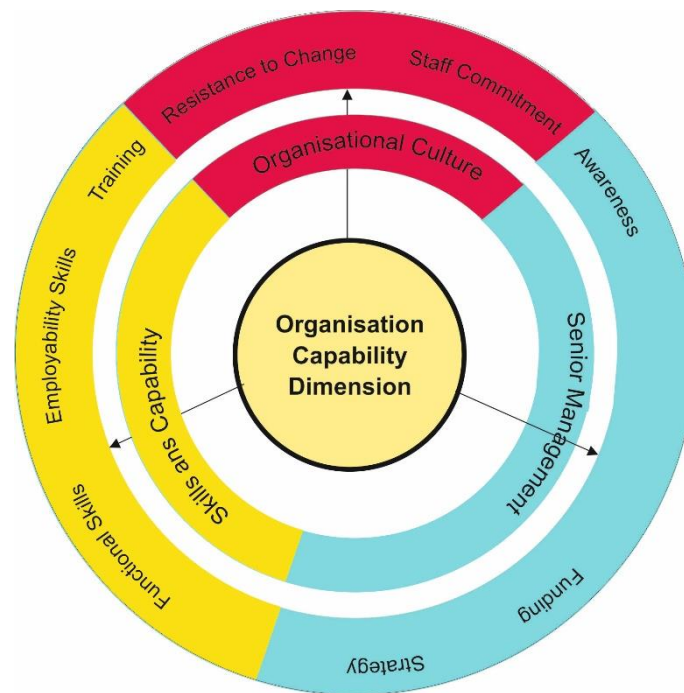 Resistance to Change
Staff Commitment
Awareness
Funding
Strategy
Functional Skills
Employability Skills
Training
Organisational Culture
Senior Management
Skills ans Capability
Organisation
Capability
Dimension